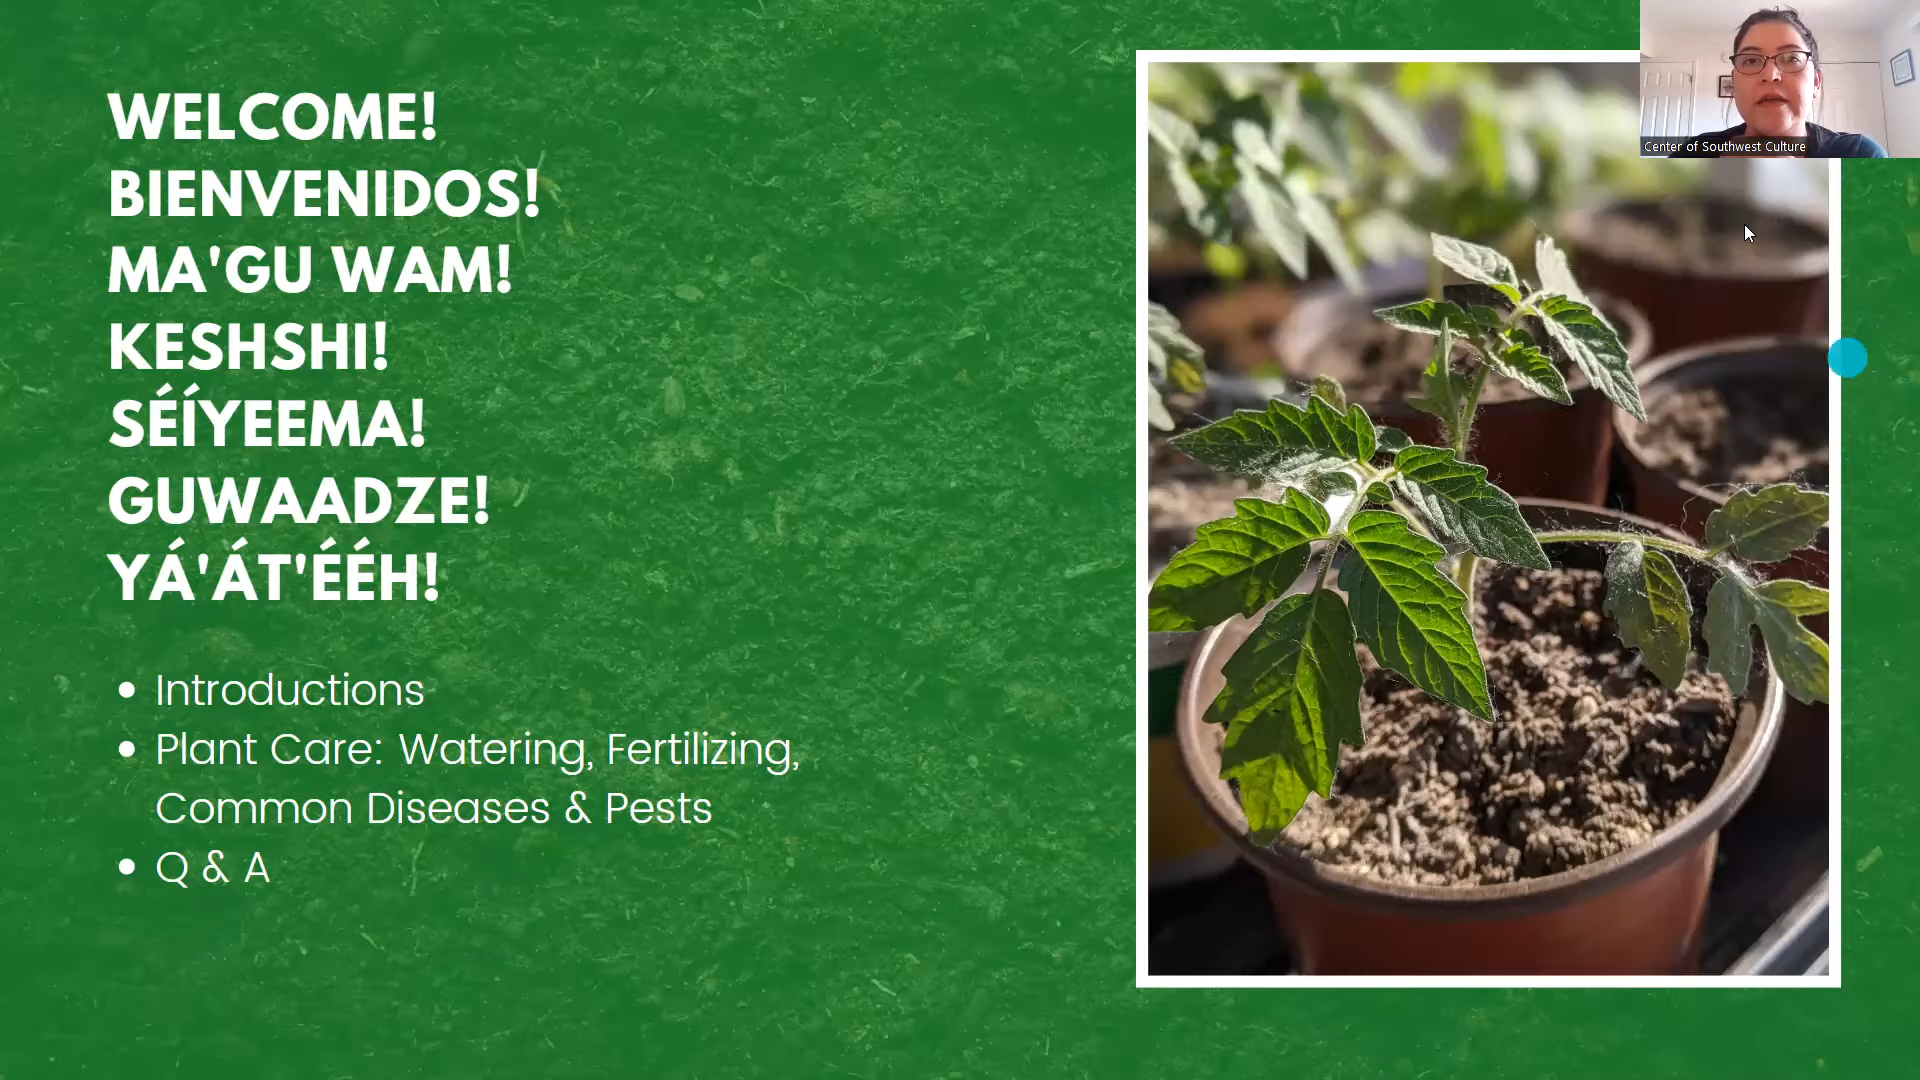 WELCOME!
BIENVENIDOS!
MA'GU WAM!
KESHSHI!
SÉÍYEEMA!
GUWAADZE!
YÁ'ÁT'ÉÉH!
• Introductions
• Plant Care: Watering, Fertilizing,
Common Diseases & Pests
• Q & A
Center of Southwest Culture